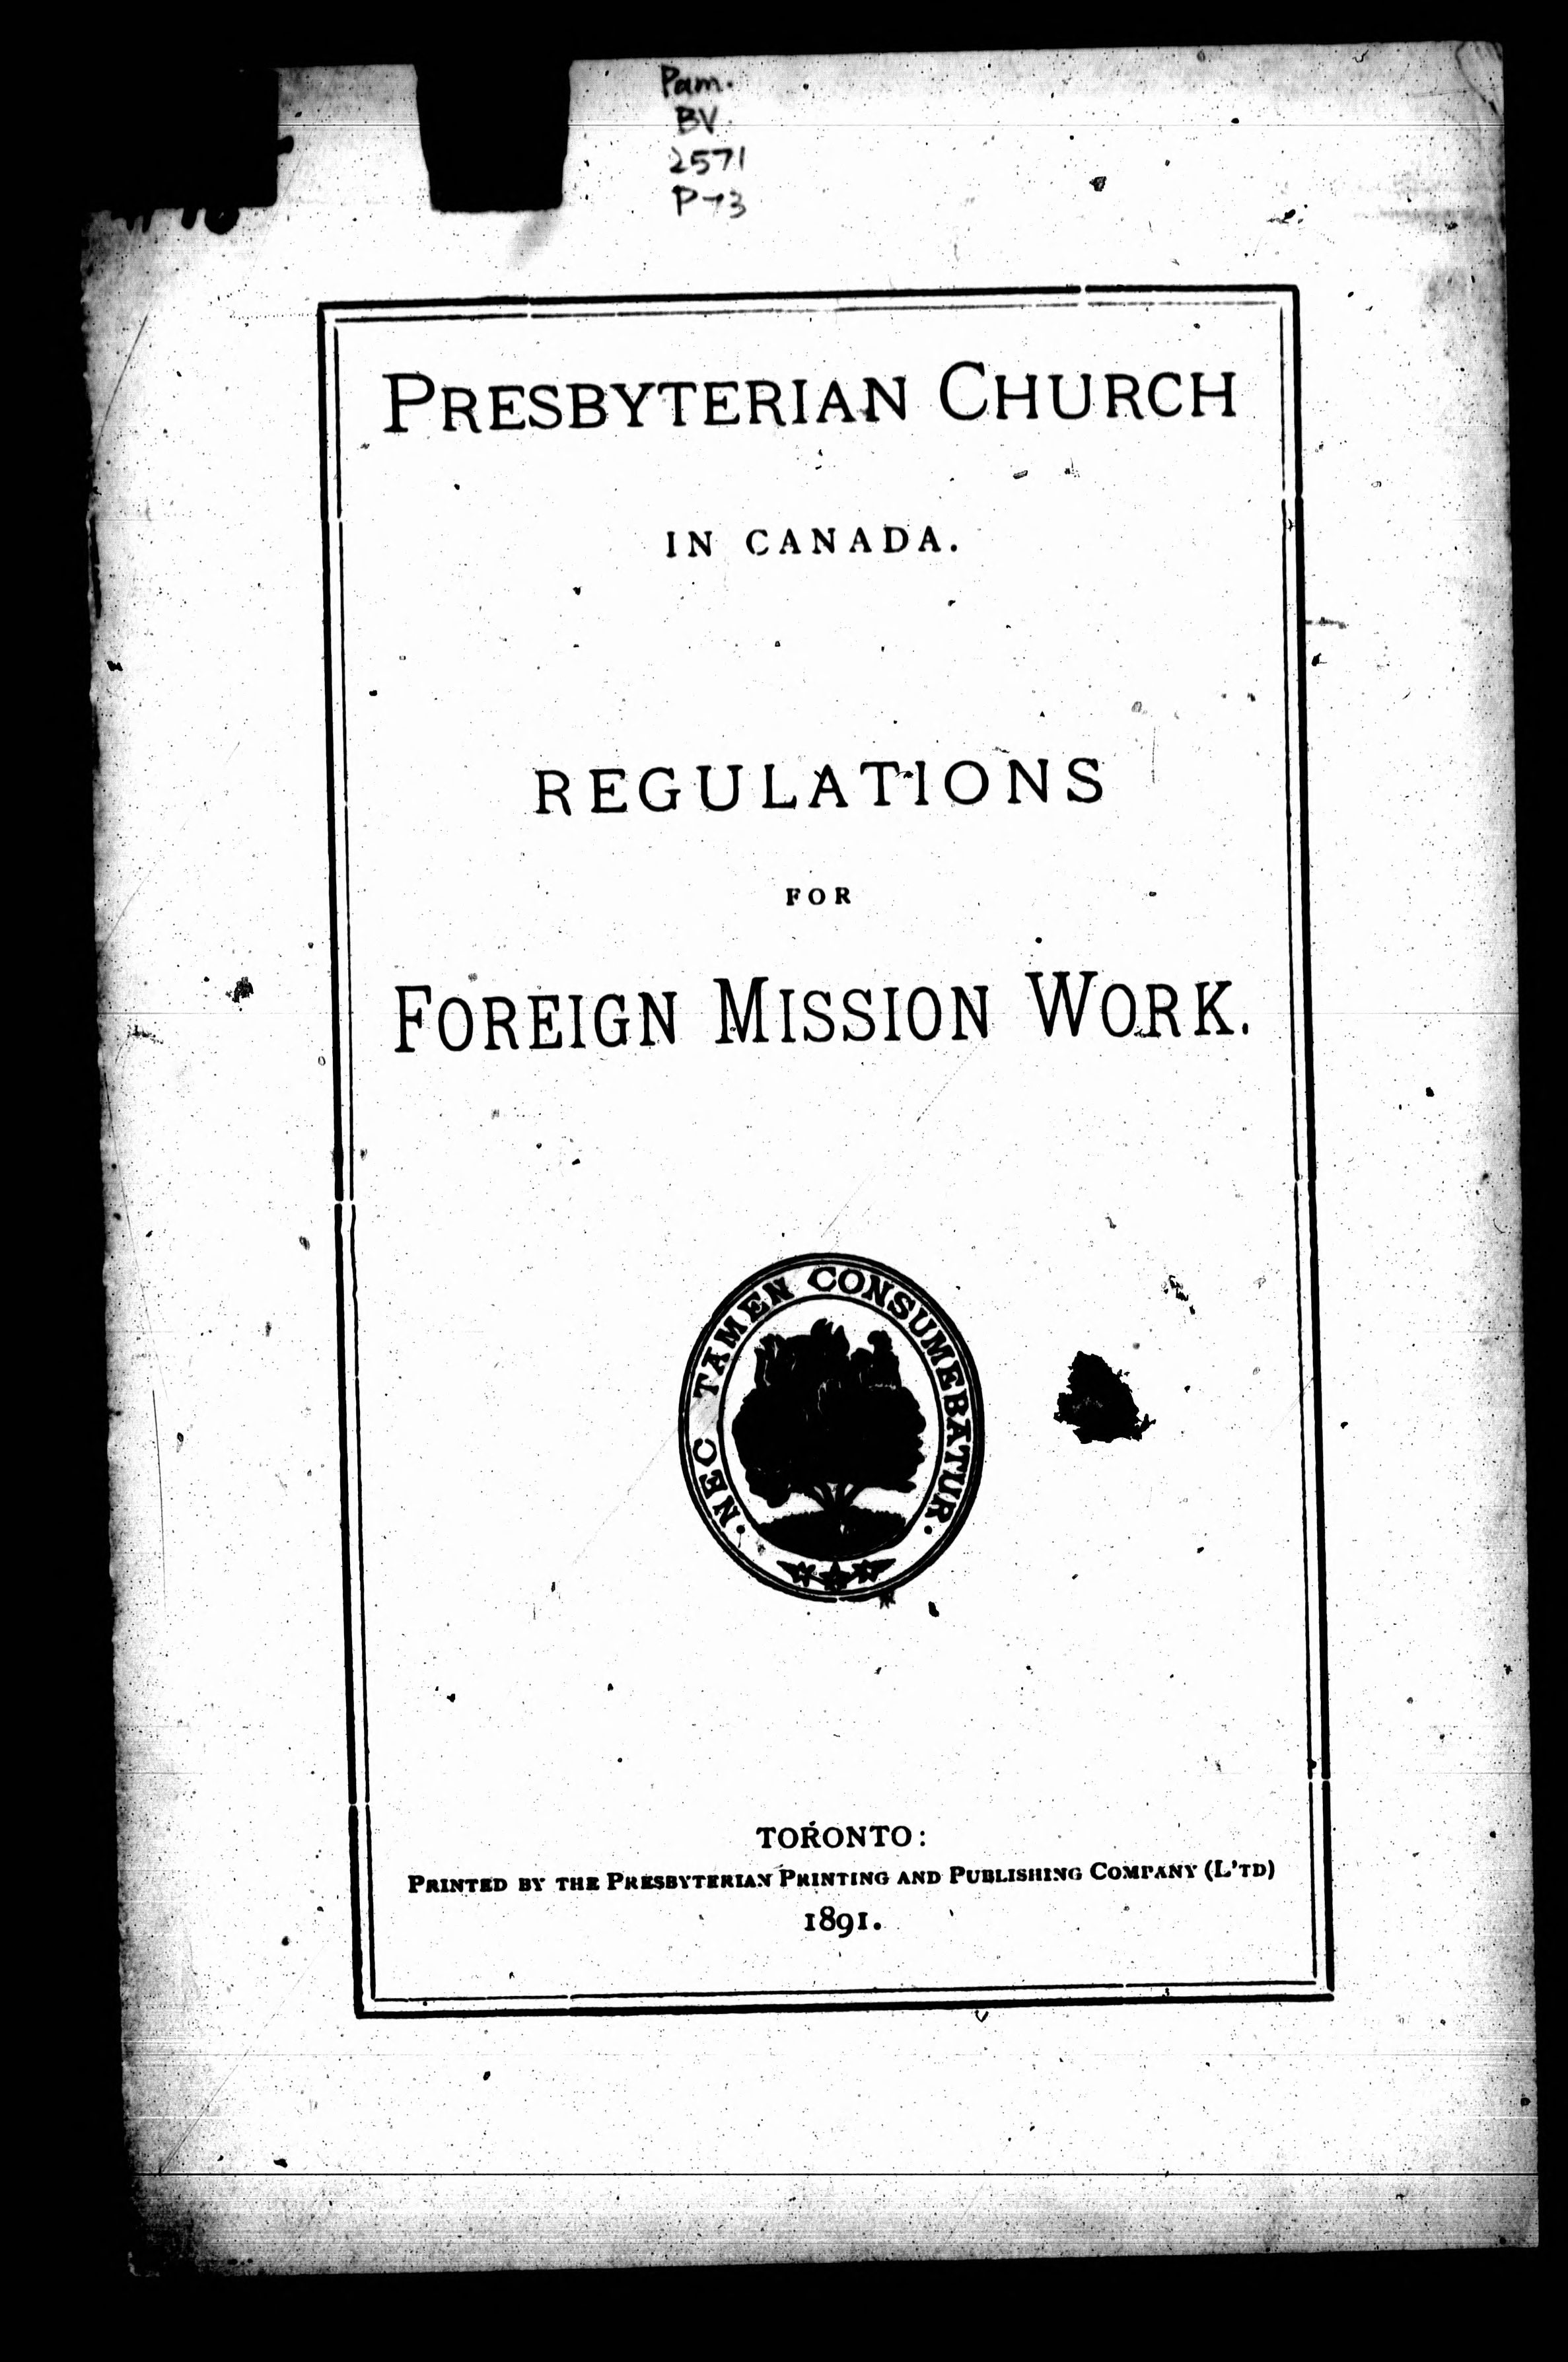 Pam.
BV
2571
P73
PRESBYTERIAN CHURCH
IN CANADA.
REGULATIONS
FOR
FOREIGN MISSION WORK.
· NEC TAMEN CONSUMEBATUR ·
TORONTO:
PRINTED BY THE PRESBYTERIAN PRINTING AND PUBLISHING COMPANY (L'TD)
1891.